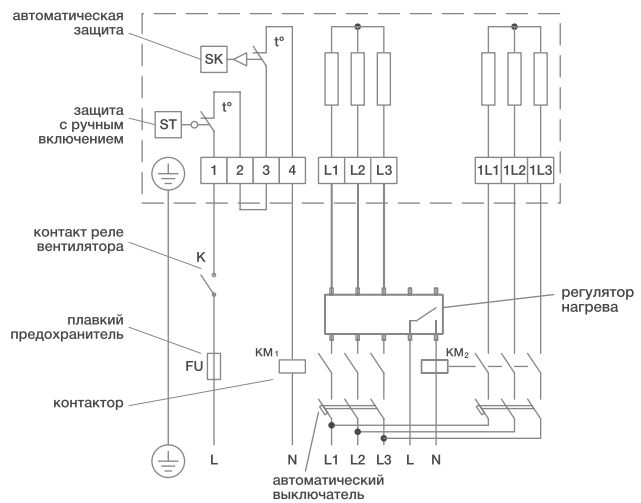 автоматическая
защита
SK
t°
защита
с ручным
включением
ST
t°
1 2 3 4 L1 L2 L3 1L1 1L2 1L3
контакт реле
вентилятора
K
регулятор
нагрева
плавкий
предохранитель
FU
KM1
KM2
контактор
L N L1 L2 L3 L N
автоматический
выключатель